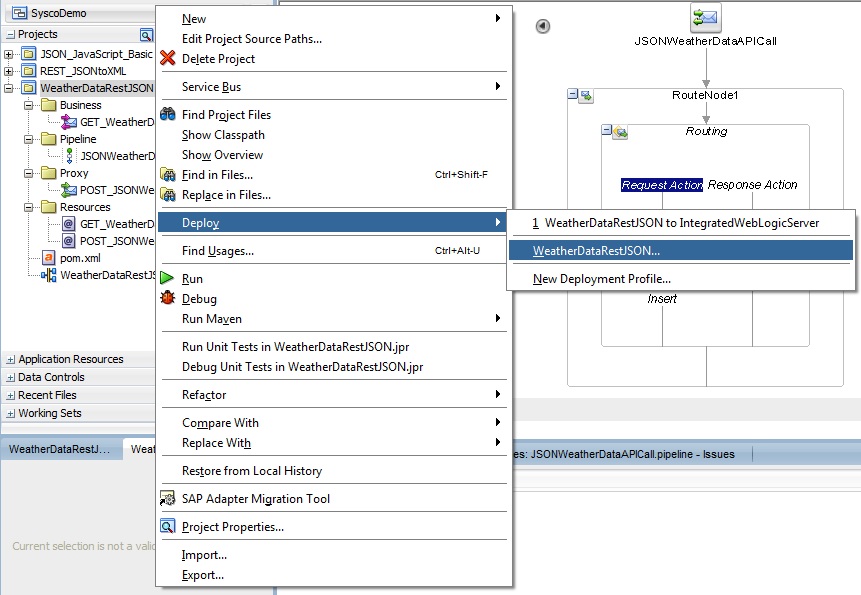 SyscoDemo
Projects
JSON_JavaScript_Basic
REST_JSONtoXML
WeatherDataRestJSON
Business
GET_WeatherD
Pipeline
JSONWeatherD
Proxy
POST_JSONWe
Resources
GET_WeatherD
POST_JSONWe
pom.xml
WeatherDataRestJS
Application Resources
Data Controls
Recent Files
Working Sets
WeatherDataRestJ...
Weat
Current selection is not a valid
New
Edit Project Source Paths...
Delete Project
Service Bus
Find Project Files
Show Classpath
Show Overview
Find in Files... Ctrl+Shift-F
Replace in Files...
Deploy
Find Usages... Ctrl+Alt-U
Run
Debug
Run Maven
Run Unit Tests in WeatherDataRestJSON.jpr
Debug Unit Tests in WeatherDataRestJSON.jpr
Refactor
Compare With
Replace With
Restore from Local History
SAP Adapter Migration Tool
Project Properties...
Import...
Export...
1 WeatherDataRestJSON to IntegratedWebLogicServer
WeatherDataRestJSON...
New Deployment Profile...
JSONWeatherDataAPICall
RouteNode1
Routing
Request Action Response Action
Insert
es: JSONWeatherDataAPICall.pipeline - Issues